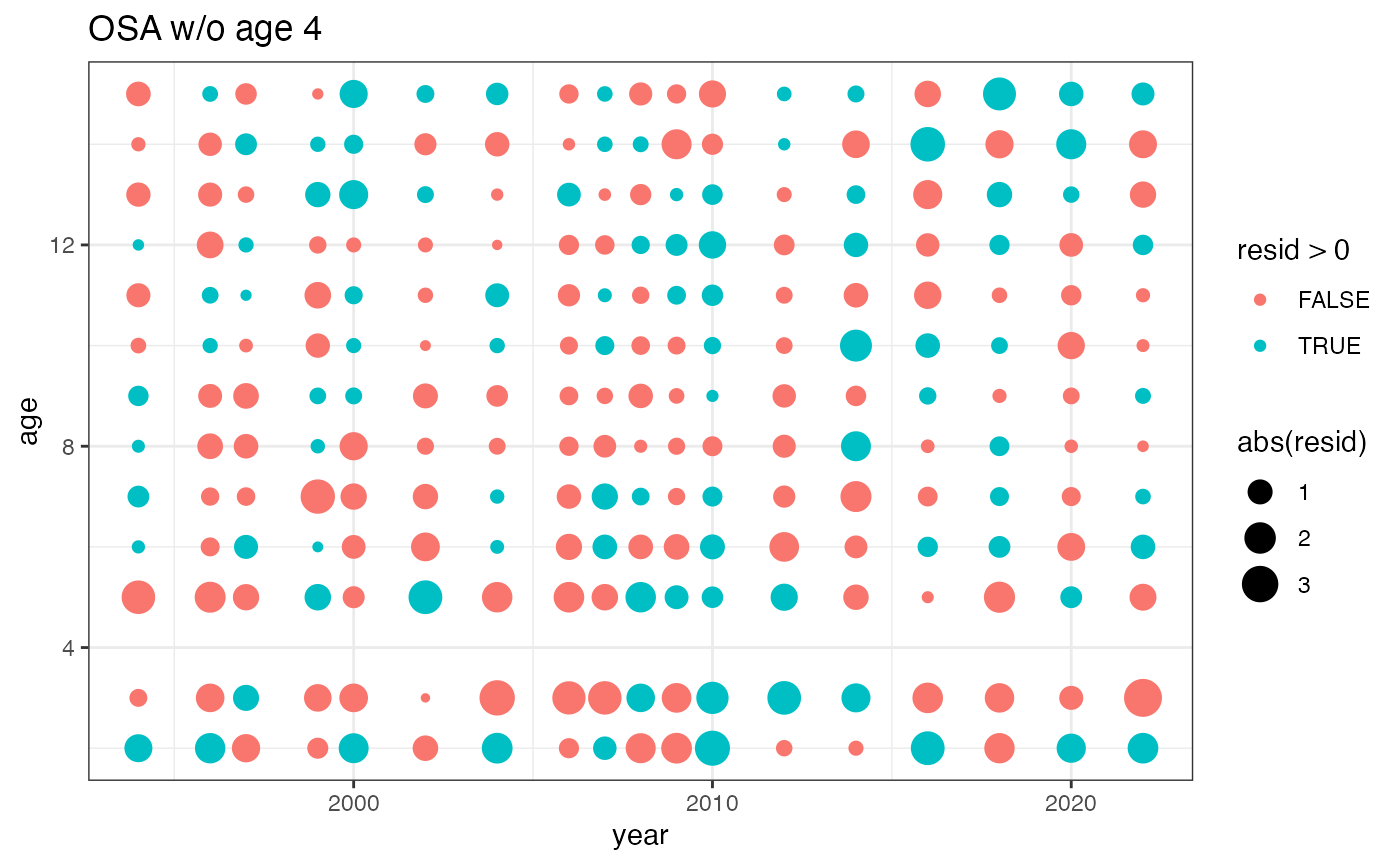 OSA w/o age 4
12
8
4
age
2000
2010
2020
year
resid > 0
FALSE
TRUE
abs(resid)
1
2
3